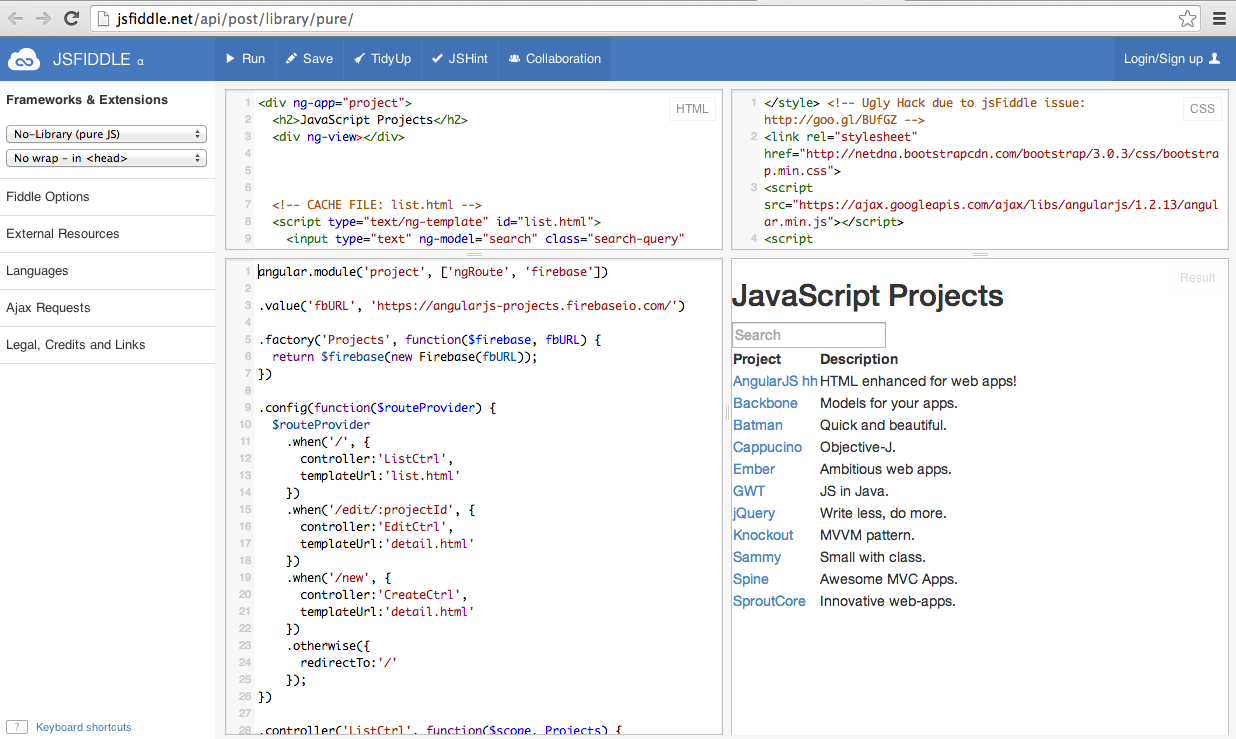 jsfiddle.net/api/post/library/pure/
JSFIDDLE α
Run
Save
TidyUp
JSHint
Collaboration
Login/Sign up
Frameworks & Extensions
No-Library (pure JS)
No wrap - in <head>
Fiddle Options
External Resources
Languages
Ajax Requests
Legal, Credits and Links
? Keyboard shortcuts
HTML
1 <div ng-app="project">
2 <h2>JavaScript Projects</h2>
3 <div ng-view></div>
4
5
6
7 <!-- CACHE FILE: list.html -->
8 <script type="text/ng-template" id="list.html">
9 <input type="text" ng-model="search" class="search-query"
CSS
1 </style> <!-- Ugly Hack due to jsFiddle issue:
http://goo.gl/BUfGZ -->
2 <link rel="stylesheet"
href="http://netdna.bootstrapcdn.com/bootstrap/3.0.3/css/bootstra
p.min.css">
3 <script
src="https://ajax.googleapis.com/ajax/libs/angularjs/1.2.13/angul
ar.min.js"></script>
4 <script
1 angular.module('project', ['ngRoute', 'firebase'])
2
3 .value('fbURL', 'https://angularjs-projects.firebaseio.com/')
4
5 .factory('Projects', function($firebase, fbURL) {
6 return $firebase(new Firebase(fbURL));
7 })
8
9 .config(function($routeProvider) {
10 $routeProvider
11 .when('/', {
12 controller:'ListCtrl',
13 templateUrl:'list.html'
14 })
15 .when('/edit/:projectId', {
16 controller:'EditCtrl',
17 templateUrl:'detail.html'
18 })
19 .when('/new', {
20 controller:'CreateCtrl',
21 templateUrl:'detail.html'
22 })
23 .otherwise({
24 redirectTo:'/'
25 });
26 })
27
28 .controller('ListCtrl', function($scope, Projects) {
Result
JavaScript Projects
Search
Project Description
AngularJS hh HTML enhanced for web apps!
Backbone Models for your apps.
Batman Quick and beautiful.
Cappucino Objective-J.
Ember Ambitious web apps.
GWT JS in Java.
jQuery Write less, do more.
Knockout MVVM pattern.
Sammy Small with class.
Spine Awesome MVC Apps.
SproutCore Innovative web-apps.